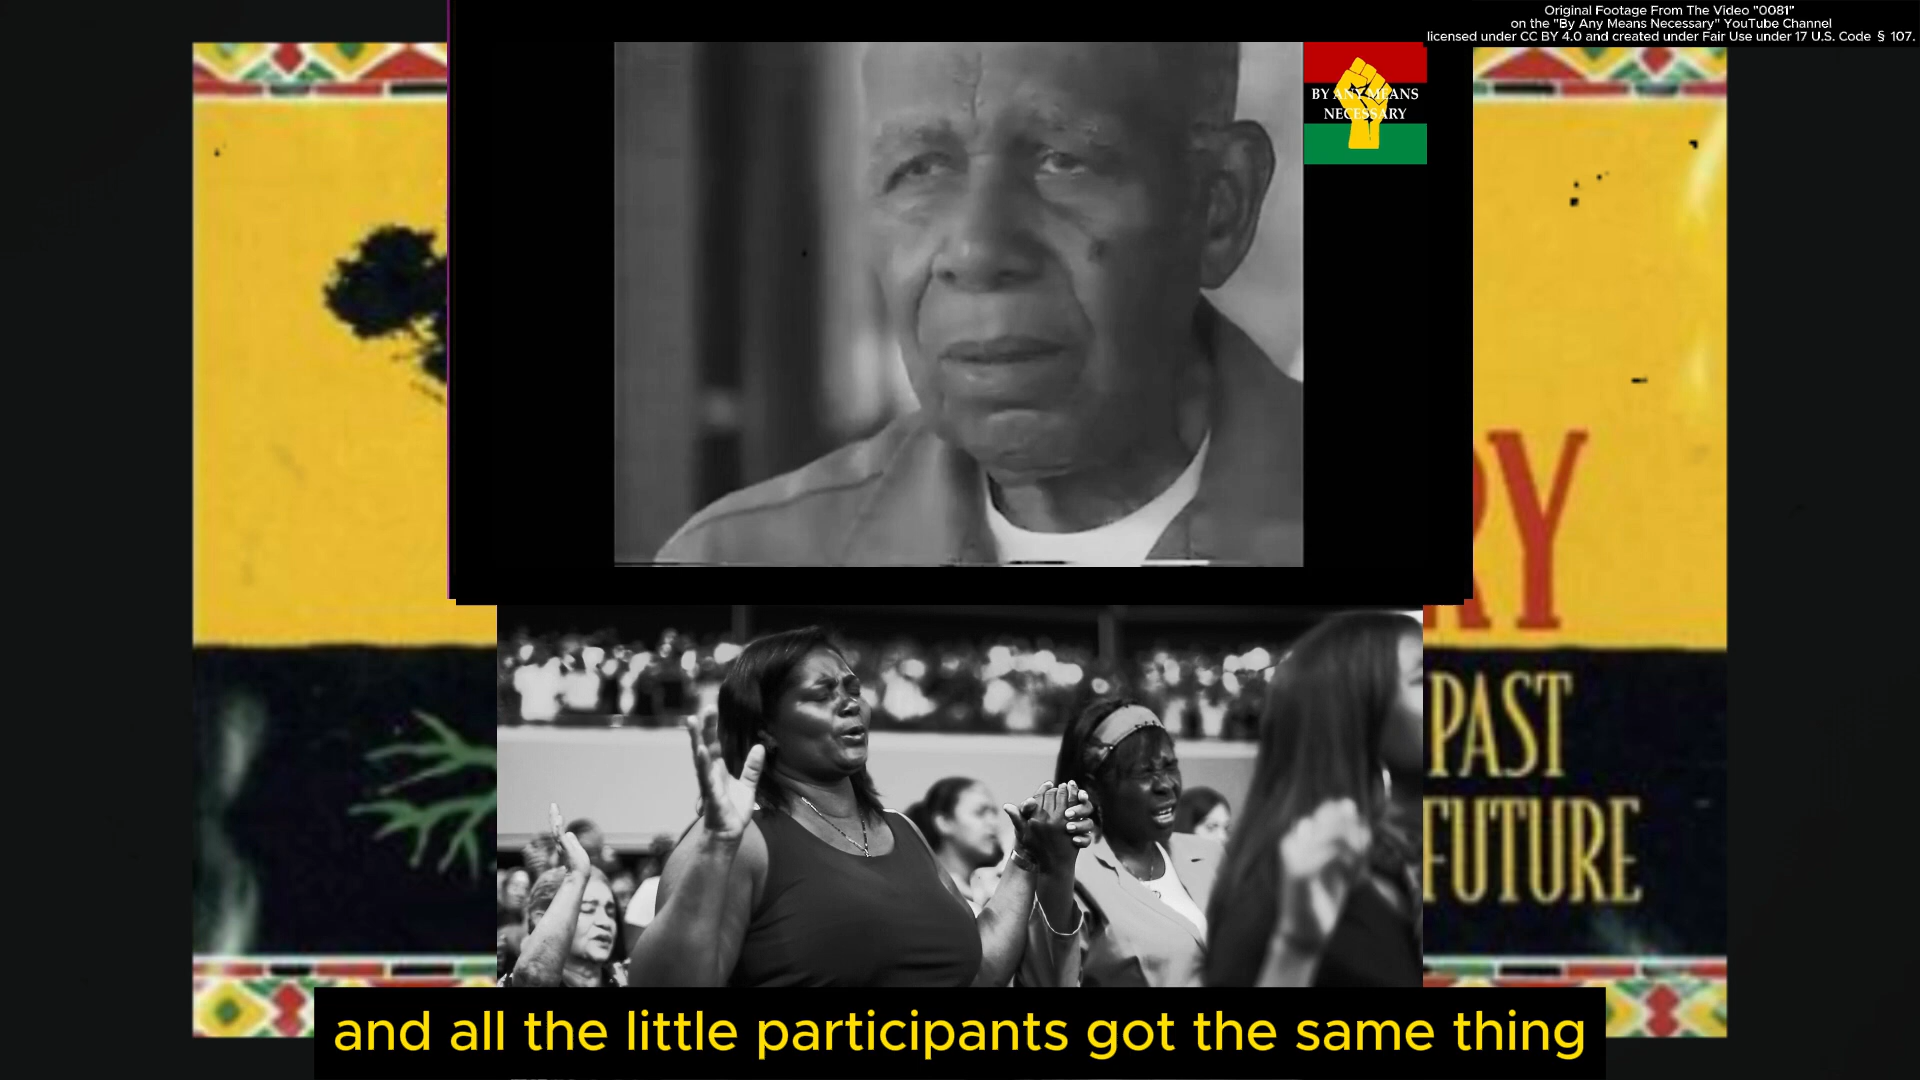 Original Footage From The Video "0081"
on the "By Any Means Necessary" YouTube Channel
licensed under CC BY 4.0 and created under Fair Use under 17 U.S. Code § 107.
BY ANY MEANS
NECESSARY
RY
PAST
FUTURE
and all the little participants got the same thing